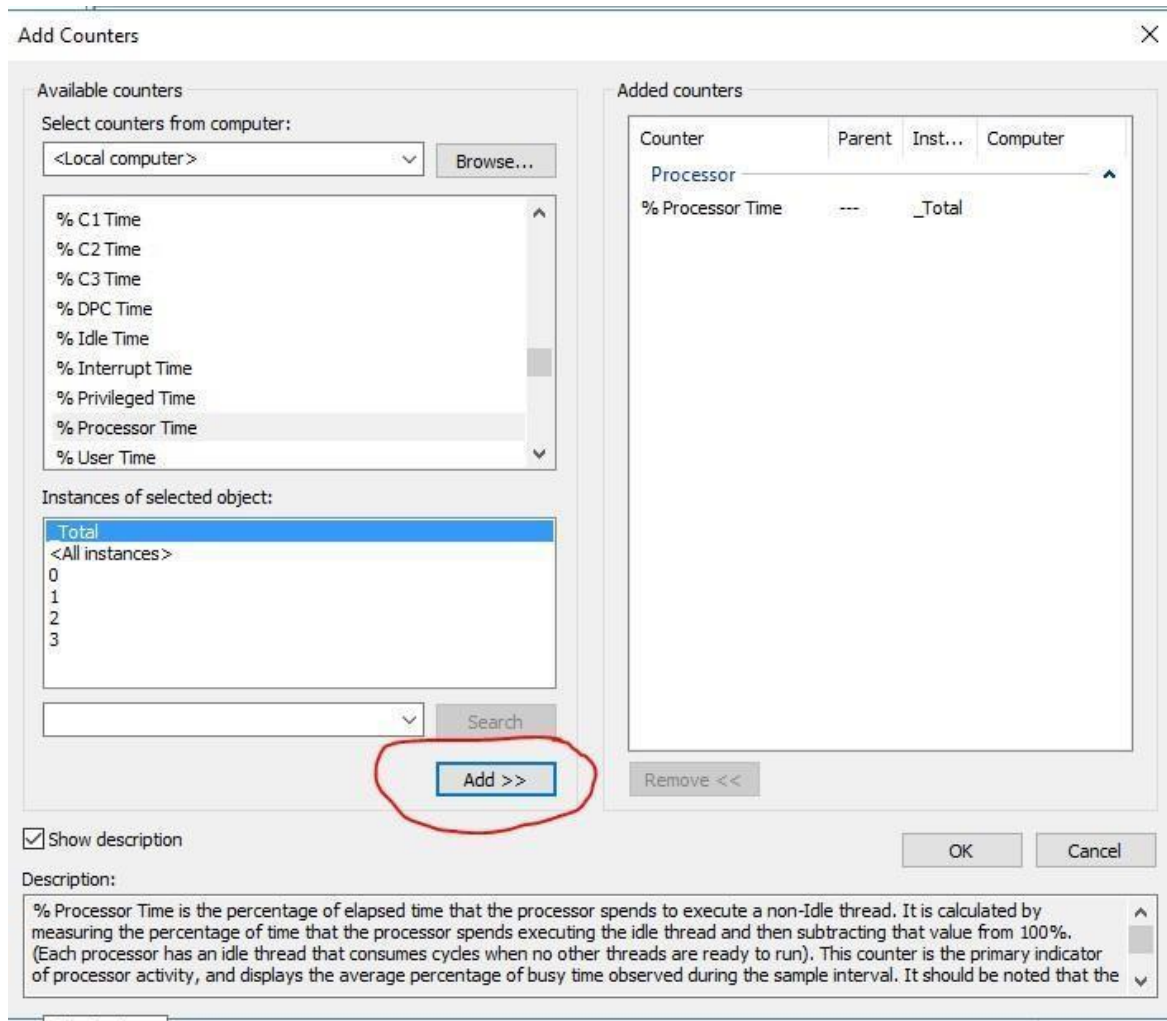 Add Counters
Available counters
Select counters from computer:
<Local computer>
Browse...
% C1 Time
% C2 Time
% C3 Time
% DPC Time
% Idle Time
% Interrupt Time
% Privileged Time
% Processor Time
% User Time
Instances of selected object:
_Total
<All instances>
0
1
2
3
Search
Add >>
Added counters
Counter Parent Inst... Computer
Processor
% Processor Time --- _Total
Remove <<
Show description
OK Cancel
Description:
% Processor Time is the percentage of elapsed time that the processor spends to execute a non-Idle thread. It is calculated by
measuring the percentage of time that the processor spends executing the idle thread and then subtracting that value from 100%.
(Each processor has an idle thread that consumes cycles when no other threads are ready to run). This counter is the primary indicator
of processor activity, and displays the average percentage of busy time observed during the sample interval. It should be noted that the